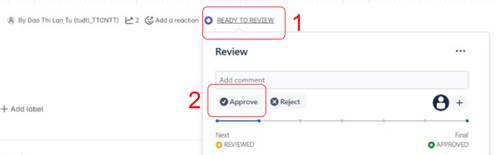 By Dao Thi Lan Tu (tudtl_TTCNTT) 2 Add a reaction READY TO REVIEW 1
Review
Add comment
2 Approve Reject
+ Add label
Next Final
REVIEWED APPROVED